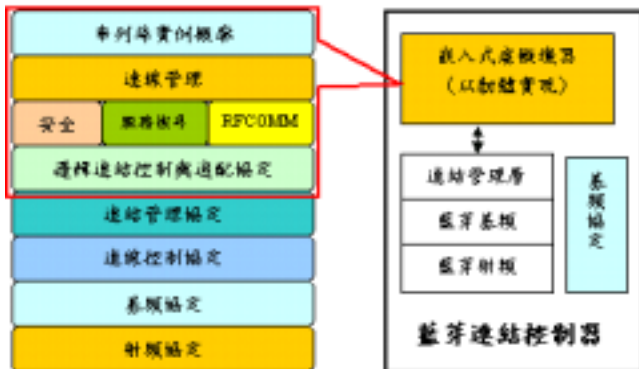 串列埠實例概廓
連線管理
安全
服務搜尋
RFCOMM
邏輯連結控制與適配協定
連結管理協定
連線控制協定
基頻協定
射頻協定
嵌入式虛擬機器
(以韌體實現)
連結管理層
藍芽基頻
藍芽射頻
基頻協定
藍芽連結控制器